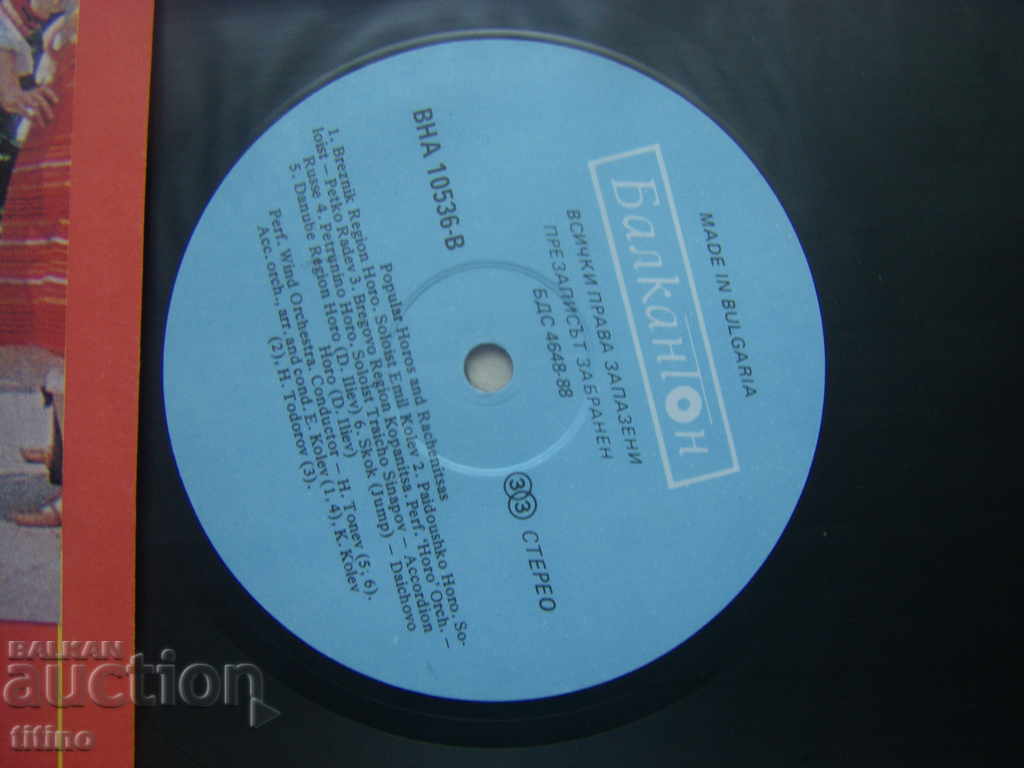 MADE IN BULGARIA
Балкантон
ВСИЧКИ ПРАВА ЗАПАЗЕНИ
ПРЕЗАПИСЪТ ЗАБРАНЕН
БДС 4648-88
ВНА 10536-В
33 СТЕРЕО
Popular Horos and Rachenitsas
1. Breznik Region Horo. Soloist Emil Kolev 2. Paidoushko Horo. So-
loist – Petko Radev 3. Bregovo Region Kopanitsa. Perf. 'Horo' Orch. –
Russe 4. Petrunino Horo. Soloist Traicho Sinapov – Accordion
5. Danube Region Horo (D. Iliev) 6. Skok (Jump) – Daichovo
Horo (D. Iliev)
Perf. Wind Orchestra. Conductor – H. Tonev (5; 6).
Acc. orch., arr. and cond. E. Kolev (1, 4), K. Kolev
(2), H. Todorov (3).
BALKAN
auction
titino